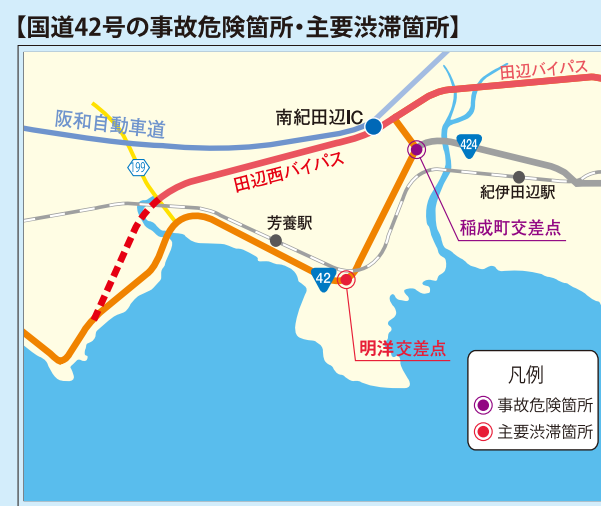 【国道42号の事故危険箇所・主要渋滞箇所】
田辺バイパス
阪和自動車道
南紀田辺IC
424
199
田辺西バイパス
紀伊田辺駅
芳養駅
稲成町交差点
42
明洋交差点
凡例
事故危険箇所
主要渋滞箇所